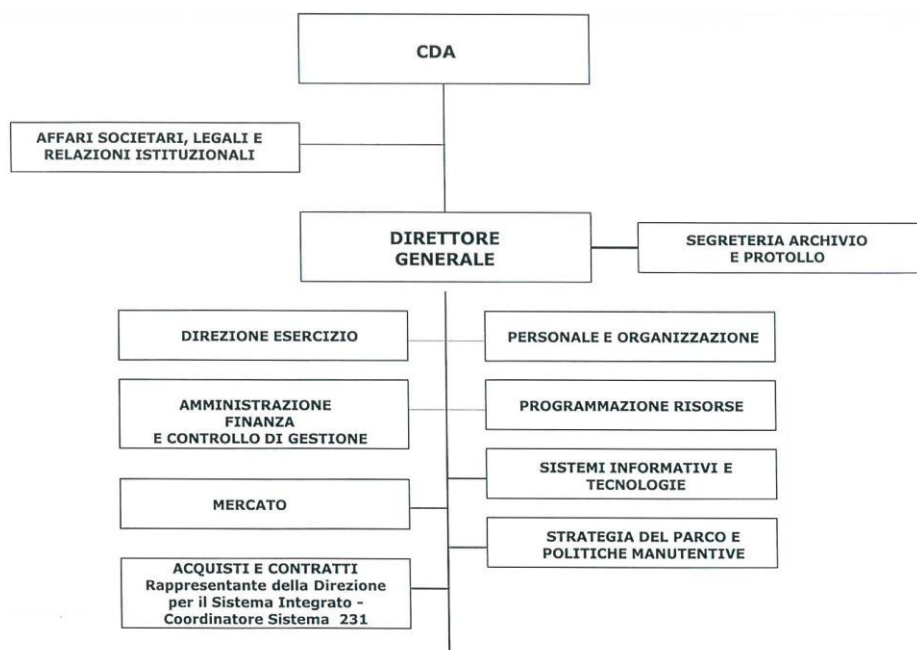 CDA
AFFARI SOCIETARI, LEGALI E
RELAZIONI ISTITUZIONALI
DIRETTORE
GENERALE
SEGRETERIA ARCHIVIO
E PROTOLLO
DIREZIONE ESERCIZIO
PERSONALE E ORGANIZZAZIONE
AMMINISTRAZIONE
FINANZA
E CONTROLLO DI GESTIONE
PROGRAMMAZIONE RISORSE
SISTEMI INFORMATIVI E
TECNOLOGIE
MERCATO
STRATEGIA DEL PARCO E
POLITICHE MANUTENTIVE
ACQUISTI E CONTRATTI
Rappresentante della Direzione
per il Sistema Integrato -
Coordinatore Sistema 231